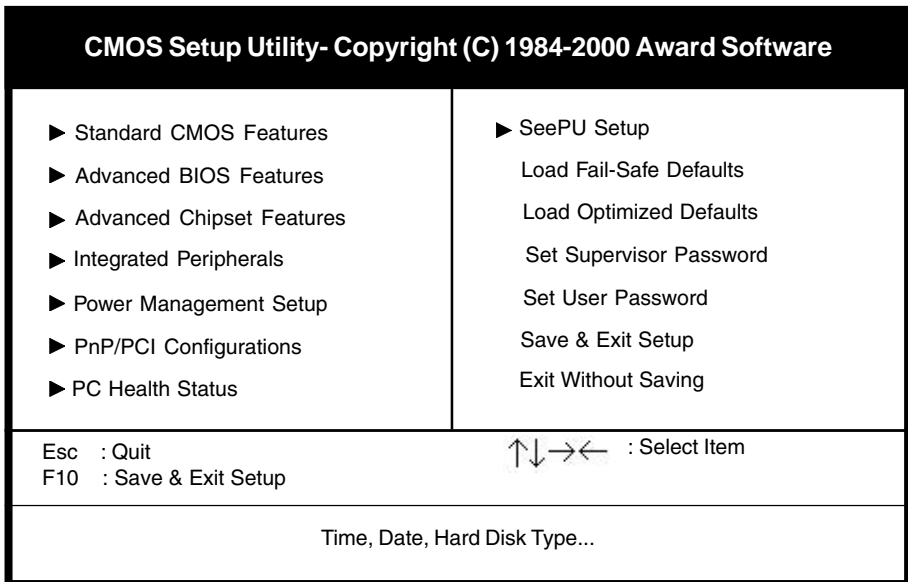 CMOS Setup Utility- Copyright (C) 1984-2000 Award Software
▶ Standard CMOS Features
▶ Advanced BIOS Features
▶ Advanced Chipset Features
▶ Integrated Peripherals
▶ Power Management Setup
▶ PnP/PCI Configurations
▶ PC Health Status
▶ SeePU Setup
Load Fail-Safe Defaults
Load Optimized Defaults
Set Supervisor Password
Set User Password
Save & Exit Setup
Exit Without Saving
Esc : Quit
F10 : Save & Exit Setup
↑↓→← : Select Item
Time, Date, Hard Disk Type...